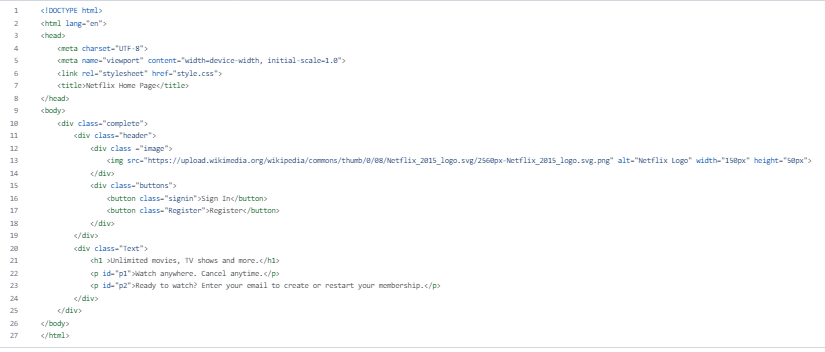 1 <!DOCTYPE html>
2 <html lang="en">
3 <head>
4     <meta charset="UTF-8">
5     <meta name="viewport" content="width=device-width, initial-scale=1.0">
6     <link rel="stylesheet" href="style.css">
7     <title>Netflix Home Page</title>
8 </head>
9 <body>
10     <div class="complete">
11         <div class="header">
12             <div class ="image">
13                 <img src="https://upload.wikimedia.org/wikipedia/commons/thumb/0/08/Netflix_2015_logo.svg/2560px-Netflix_2015_logo.svg.png" alt="Netflix Logo" width="150px" height="50px">
14             </div>
15             <div class="buttons">
16                 <button class="signin">Sign In</button>
17                 <button class="Register">Register</button>
18             </div>
19         </div>
20         <div class="Text">
21             <h1 >Unlimited movies, TV shows and more.</h1>
22             <p id="p1">Watch anywhere. Cancel anytime.</p>
23             <p id="p2">Ready to watch? Enter your email to create or restart your membership.</p>
24         </div>
25     </div>
26 </body>
27 </html>